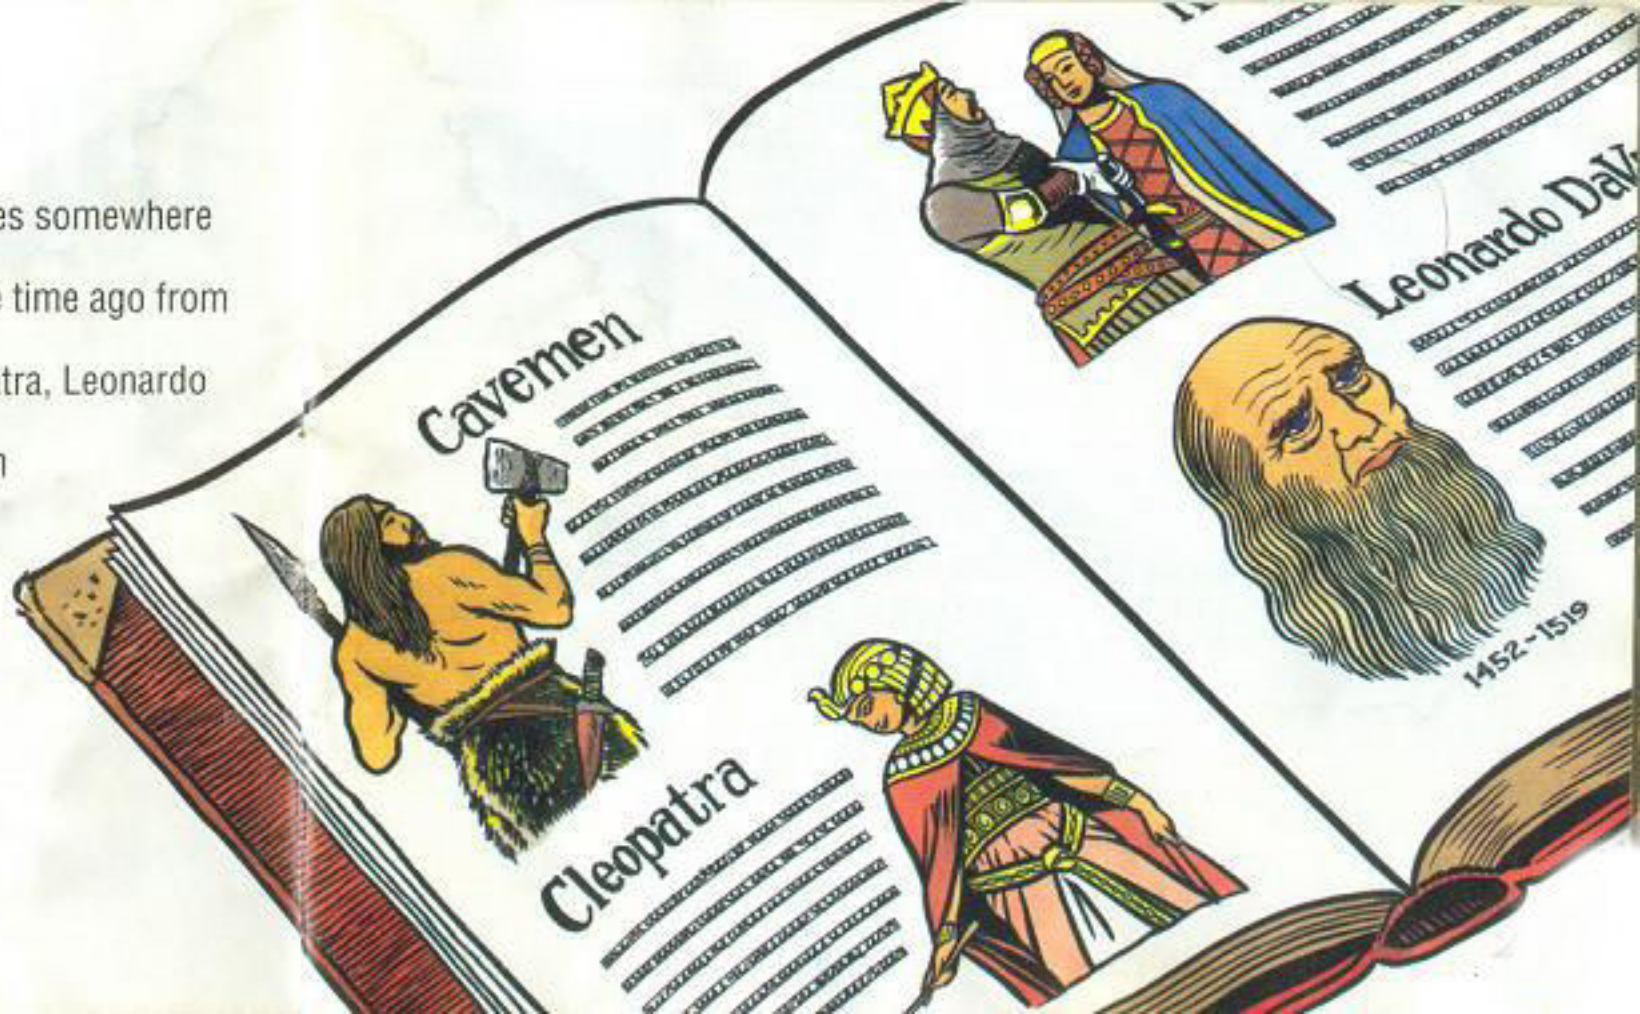 es somewhere
time ago from
tra, Leonardo
Cavemen
Cleopatra
Leonardo DaV
1452-1519